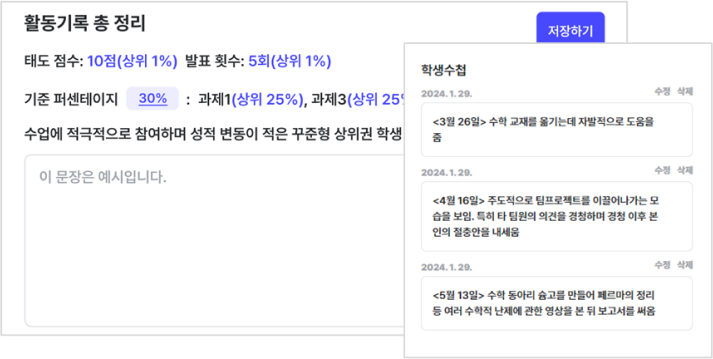 활동기록 총 정리
저장하기
태도 점수: 10점(상위 1%) 발표 횟수: 5회(상위 1%)
기준 퍼센테이지 30% : 과제1(상위 25%), 과제3(상위 25%
수업에 적극적으로 참여하며 성적 변동이 적은 꾸준형 상위권 학생
이 문장은 예시입니다.
학생수첩
2024. 1. 29. 수정 삭제
<3월 26일> 수학 교재를 옮기는데 자발적으로 도움을
줌
2024. 1. 29. 수정 삭제
<4월 16일> 주도적으로 팀프로젝트를 이끌어나가는 모
습을 보임. 특히 타 팀원의 의견을 경청하며 경청 이후 본
인의 절충안을 내세움
2024. 1. 29. 수정 삭제
<5월 13일> 수학 동아리 숨고를 만들어 페르마의 정리
등 여러 수학적 난제에 관한 영상을 본 뒤 보고서를 써옴